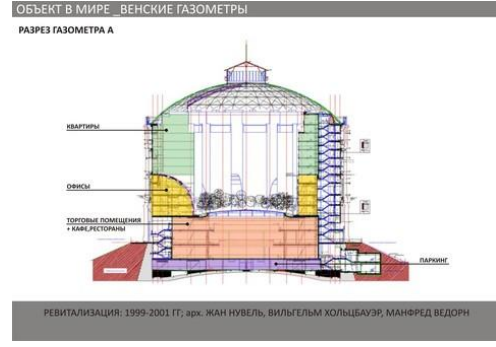 ОБЪЕКТ В МИРЕ _ВЕНСКИЕ ГАЗОМЕТРЫ
РАЗРЕЗ ГАЗОМЕТРА А
КВАРТИРЫ
ОФИСЫ
ТОРГОВЫЕ ПОМЕЩЕНИЯ
+ КАФЕ,РЕСТОРАНЫ
ПАРКИНГ
РЕВИТАЛИЗАЦИЯ: 1999-2001 ГГ; арх. ЖАН НУВЕЛЬ, ВИЛЬГЕЛЬМ ХОЛЬЦБАУЭР, МАНФРЕД ВЕДОРН